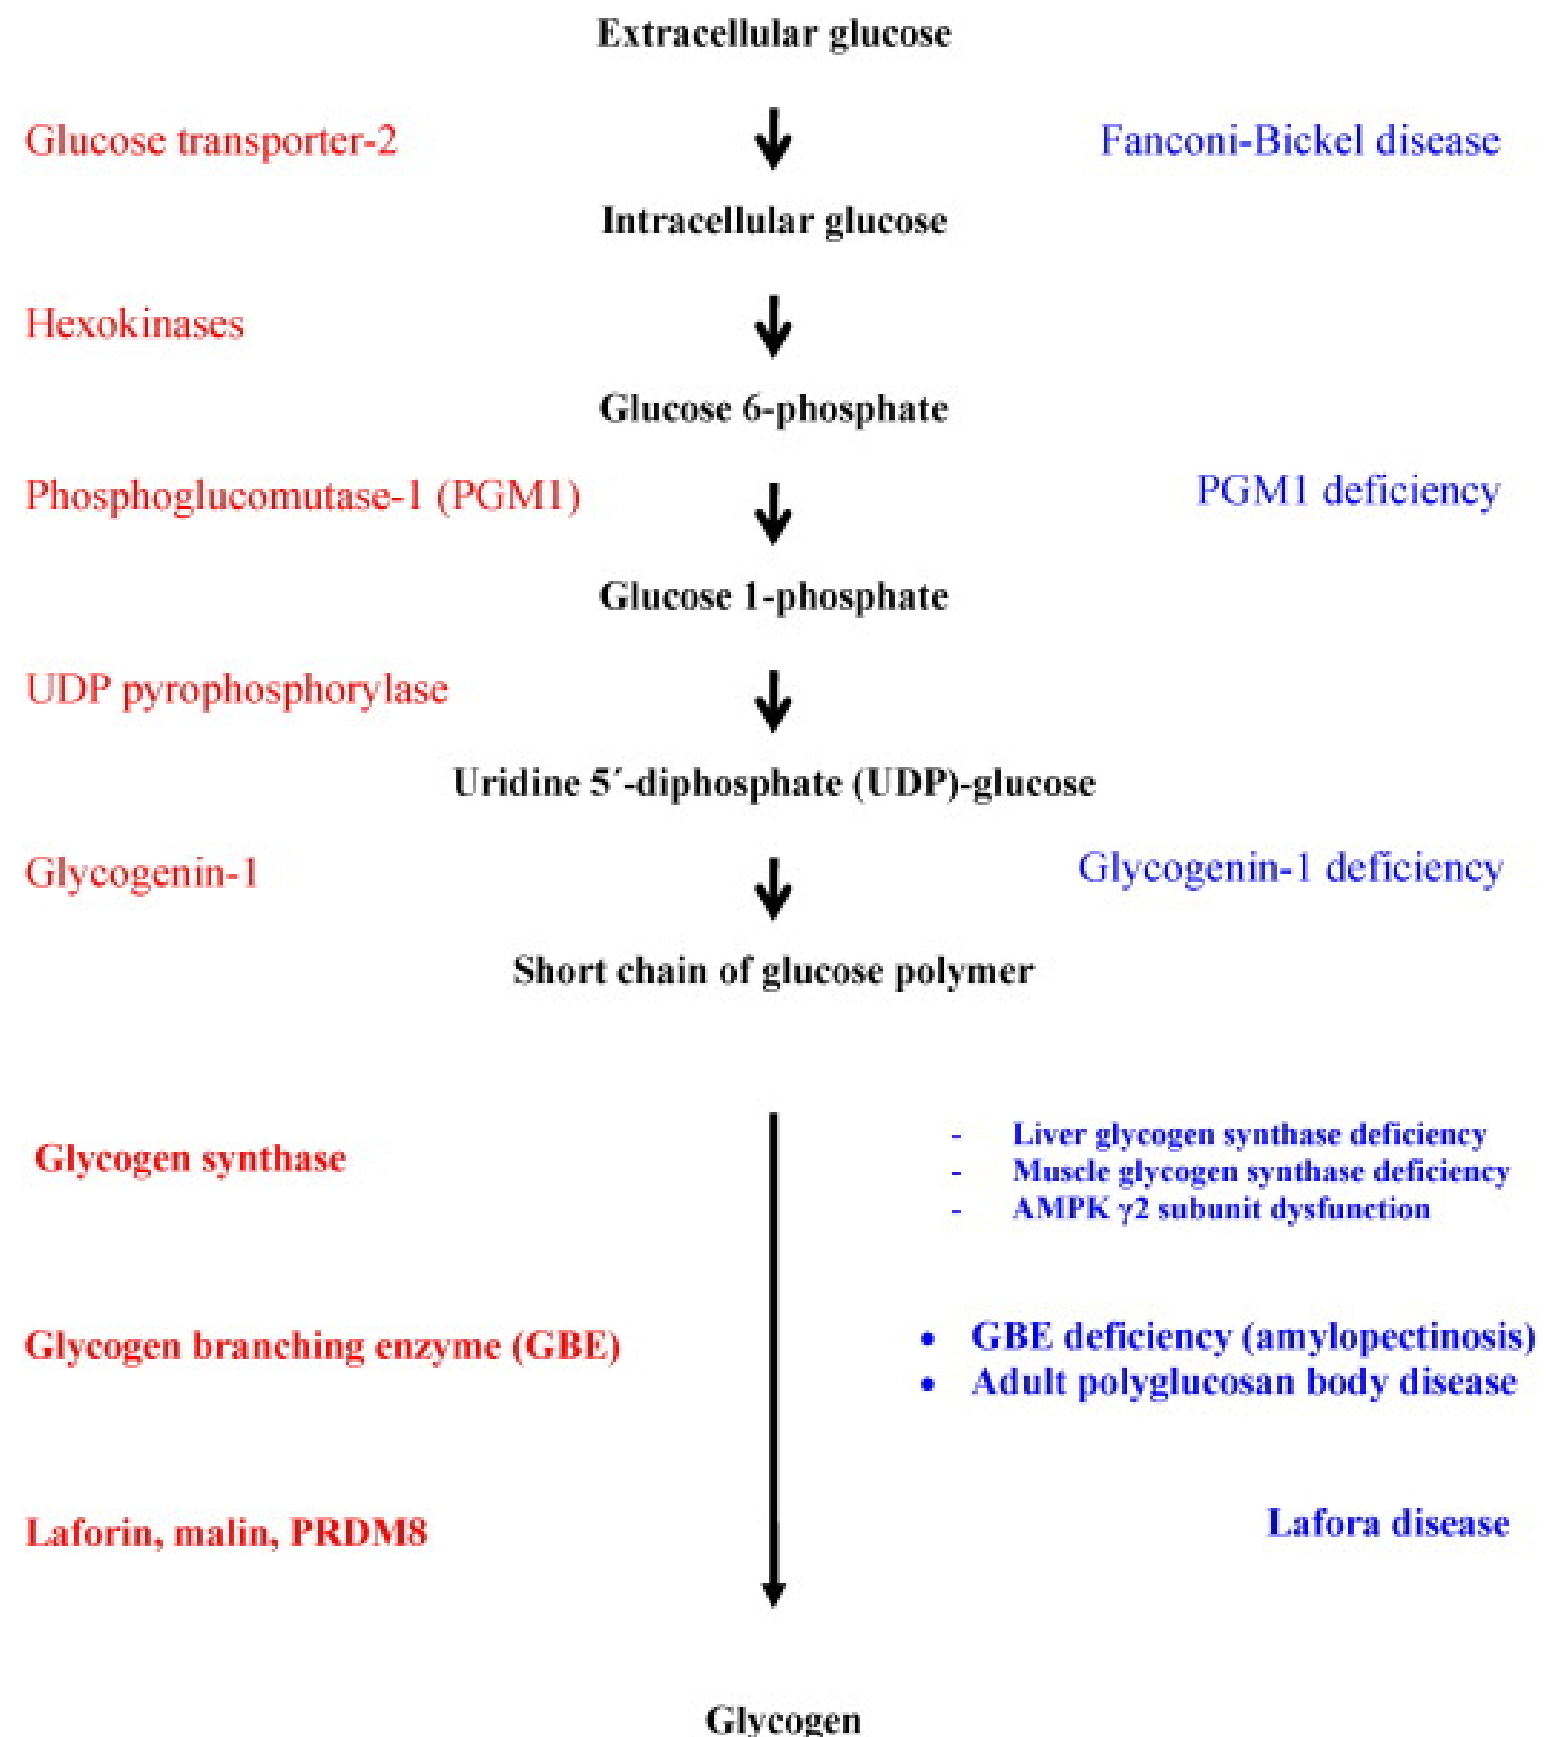 Extracellular glucose
Glucose transporter-2
Fanconi-Bickel disease
Intracellular glucose
Hexokinases
Glucose 6-phosphate
Phosphoglucomutase-1 (PGM1)
PGM1 deficiency
Glucose 1-phosphate
UDP pyrophosphorylase
Uridine 5´-diphosphate (UDP)-glucose
Glycogenin-1
Glycogenin-1 deficiency
Short chain of glucose polymer
Glycogen synthase
- Liver glycogen synthase deficiency
- Muscle glycogen synthase deficiency
- AMPK γ2 subunit dysfunction
Glycogen branching enzyme (GBE)
• GBE deficiency (amylopectinosis)
• Adult polyglucosan body disease
Laforin, malin, PRDM8
Lafora disease
Glycogen